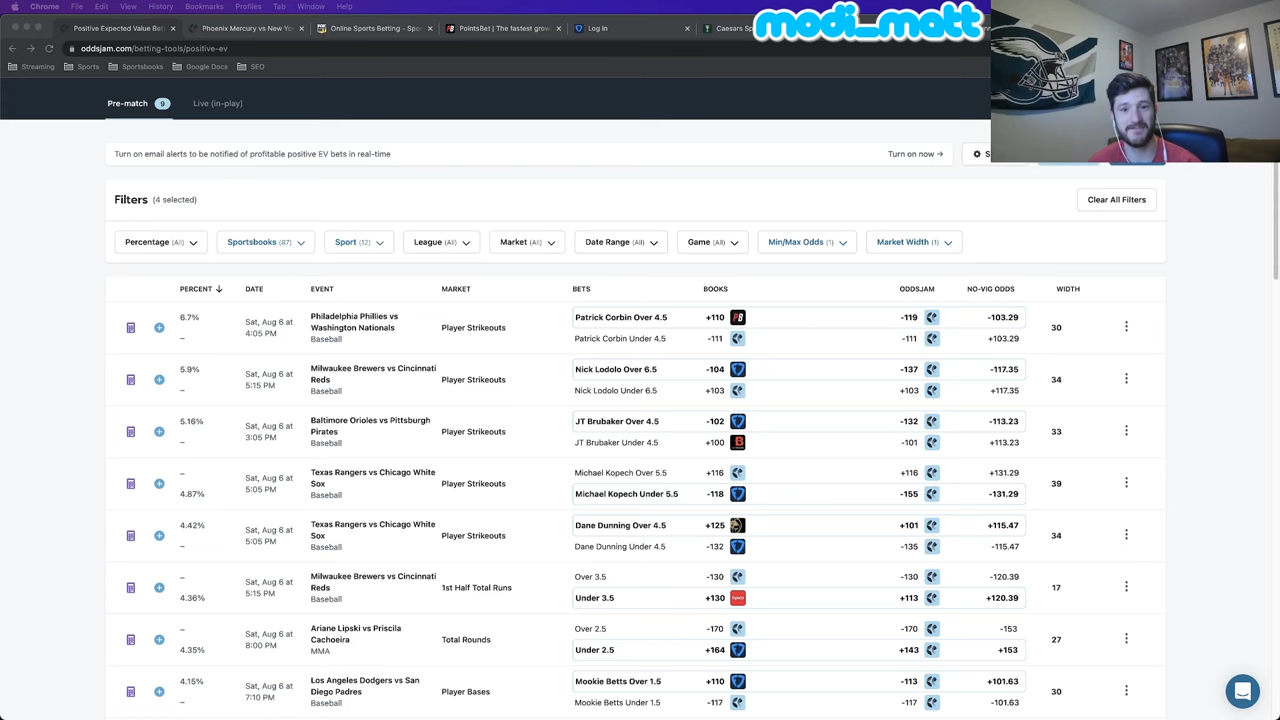 Chrome File Edit View History Bookmarks Profiles Tab Window Help
Positive Expected Value Be Phoenix Mercury vs New Online Sports Betting - PointsBet | The fastest gro Log In Caesars Sp
modi_matt
oddsjam.com/betting-tools/positive-ev
Streaming Sports Sportsbooks Google Docs SEO
Pre-match 9 Live (in-play)
Turn on email alerts to be notified of profitable positive EV bets in real-time Turn on now → S
Filters (4 selected) Clear All Filters
Percentage (All) Sportsbooks (87) Sport (12) League (All) Market (All) Date Range (All) Game (All) Min/Max Odds (1) Market Width (1)
PERCENT ↓ DATE EVENT MARKET BETS BOOKS ODDSJAM NO-VIG ODDS WIDTH
6.7% Philadelphia Phillies vs Patrick Corbin Over 4.5 +110 PB -119 -103.29
Sat, Aug 6 at Washington Nationals Player Strikeouts 30
– 4:05 PM Baseball Patrick Corbin Under 4.5 -111 -111 +103.29
5.9% Milwaukee Brewers vs Cincinnati Nick Lodolo Over 6.5 -104 -137 -117.35
Sat, Aug 6 at Reds Player Strikeouts 34
– 5:15 PM Baseball Nick Lodolo Under 6.5 +103 +103 +117.35
5.16% Baltimore Orioles vs Pittsburgh JT Brubaker Over 4.5 -102 -132 -113.23
Sat, Aug 6 at Pirates Player Strikeouts 33
– 3:05 PM Baseball JT Brubaker Under 4.5 +100 B -101 +113.23
– Texas Rangers vs Chicago White Michael Kopech Over 5.5 +116 +116 +131.29
Sat, Aug 6 at Sox Player Strikeouts 39
4.87% 5:05 PM Baseball Michael Kopech Under 5.5 -118 -155 -131.29
4.42% Texas Rangers vs Chicago White Dane Dunning Over 4.5 +125 +101 +115.47
Sat, Aug 6 at Sox Player Strikeouts 34
– 5:05 PM Baseball Dane Dunning Under 4.5 -132 -135 -115.47
– Milwaukee Brewers vs Cincinnati Over 3.5 -130 -130 -120.39
Sat, Aug 6 at Reds 1st Half Total Runs 17
4.36% 5:15 PM Baseball Under 3.5 +130 +113 +120.39
– Ariane Lipski vs Priscila Over 2.5 -170 -170 -153
Sat, Aug 6 at Cachoeira Total Rounds 27
4.35% 8:00 PM MMA Under 2.5 +164 +143 +153
4.15% Los Angeles Dodgers vs San Mookie Betts Over 1.5 +110 -113 +101.63
Sat, Aug 6 at Diego Padres Player Bases 30
– 7:10 PM Baseball Mookie Betts Under 1.5 -117 -117 -101.63